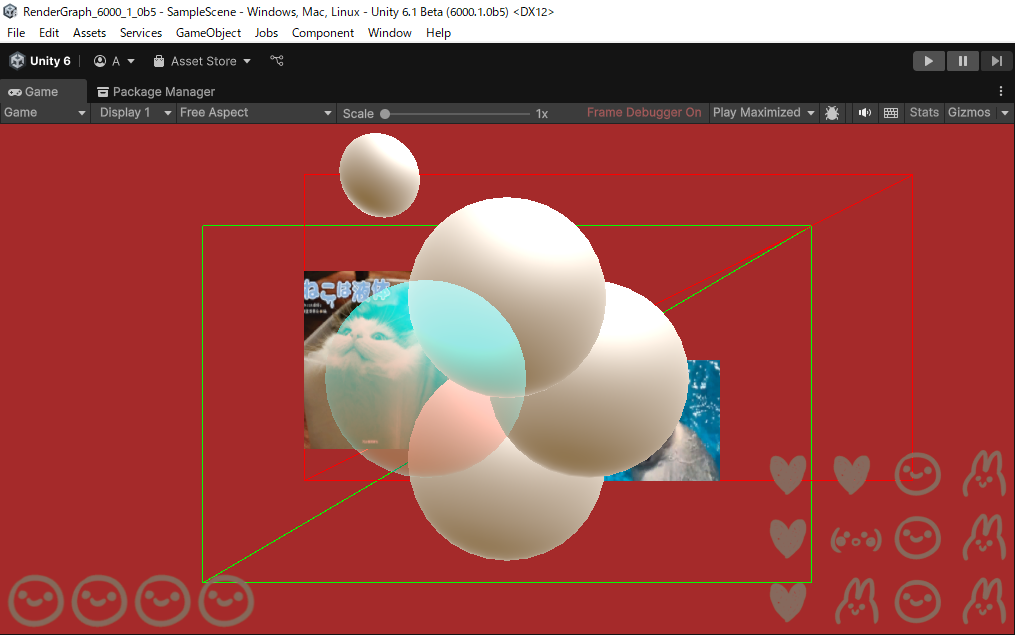 RenderGraph_6000_1_0b5 - SampleScene - Windows, Mac, Linux - Unity 6.1 Beta (6000.1.0b5) <DX12>
File Edit Assets Services GameObject Jobs Component Window Help
Unity 6 A Asset Store
Game Package Manager
Game Display 1 Free Aspect Scale 1x Frame Debugger On Play Maximized Stats Gizmos
ねこは液体